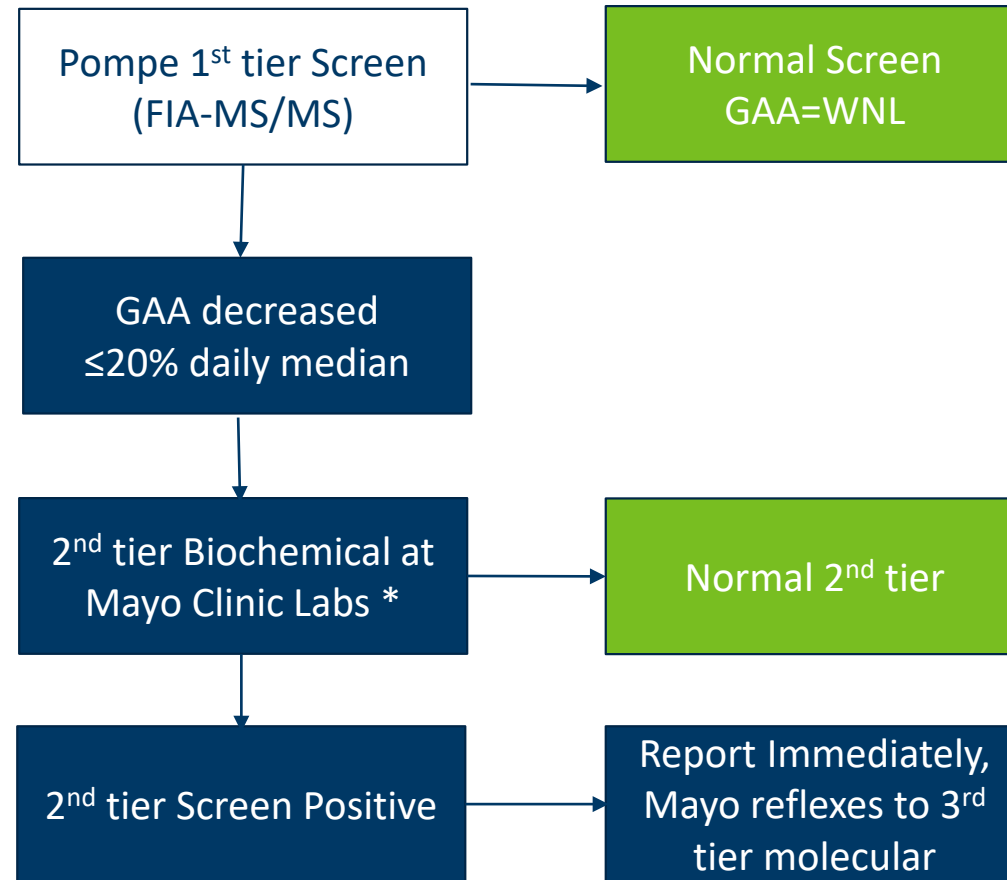 Pompe 1st tier Screen
(FIA-MS/MS)
Normal Screen
GAA=WNL
GAA decreased
≤20% daily median
2nd tier Biochemical at
Mayo Clinic Labs *
Normal 2nd tier
2nd tier Screen Positive
Report Immediately,
Mayo reflexes to 3rd
tier molecular